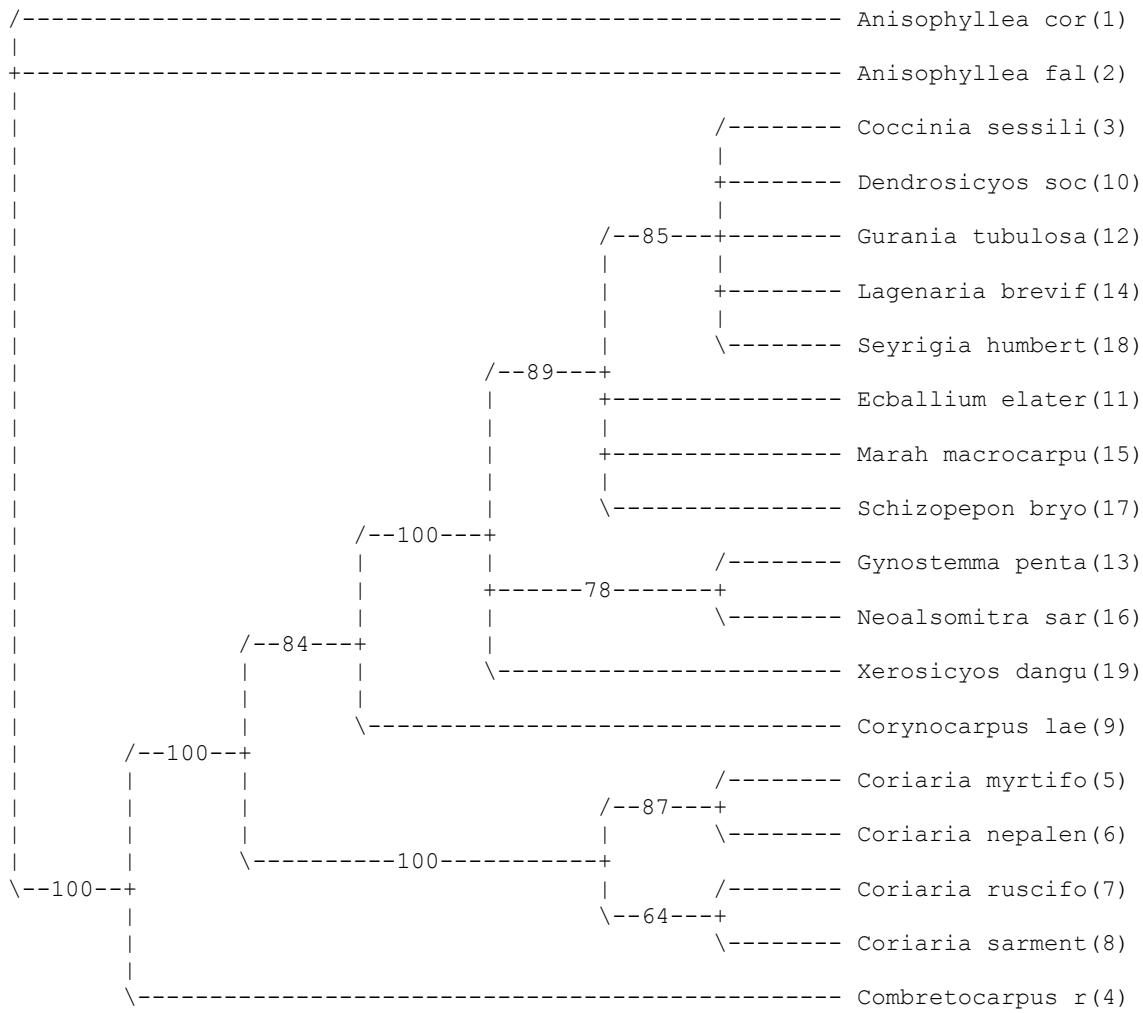 Anisophyllea cor(1)
Anisophyllea fal(2)
Coccinia sessili(3)
Dendrosicyos soc(10)
85 Gurania tubulosa(12)
Lagenaria brevif(14)
Seyrigia humbert(18)
89
Ecballium elater(11)
Marah macrocarpu(15)
Schizopepon bryo(17)
100
Gynostemma penta(13)
78
Neoalsomitra sar(16)
84
Xerosicyos dangu(19)
Corynocarpus lae(9)
100
Coriaria myrtifo(5)
87
Coriaria nepalen(6)
100
100 Coriaria ruscifo(7)
64
Coriaria sarment(8)
Combretocarpus r(4)